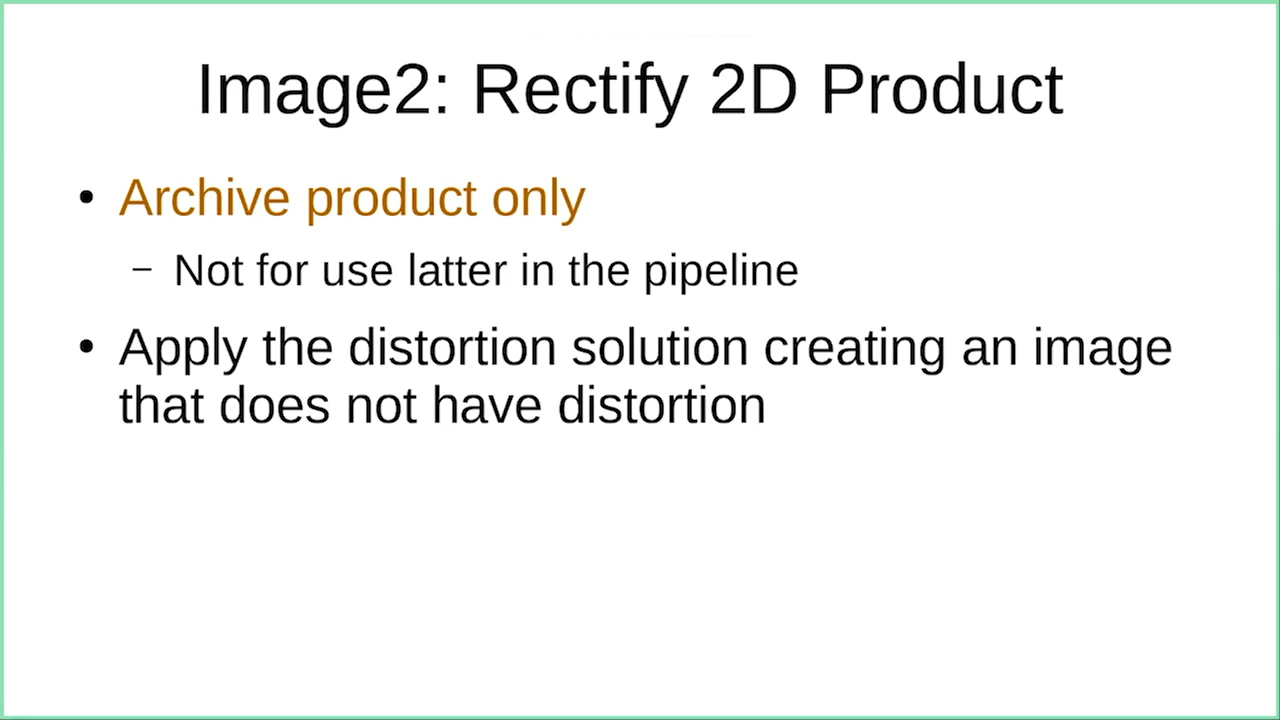 Image2: Rectify 2D Product
• Archive product only
– Not for use latter in the pipeline
• Apply the distortion solution creating an image
that does not have distortion